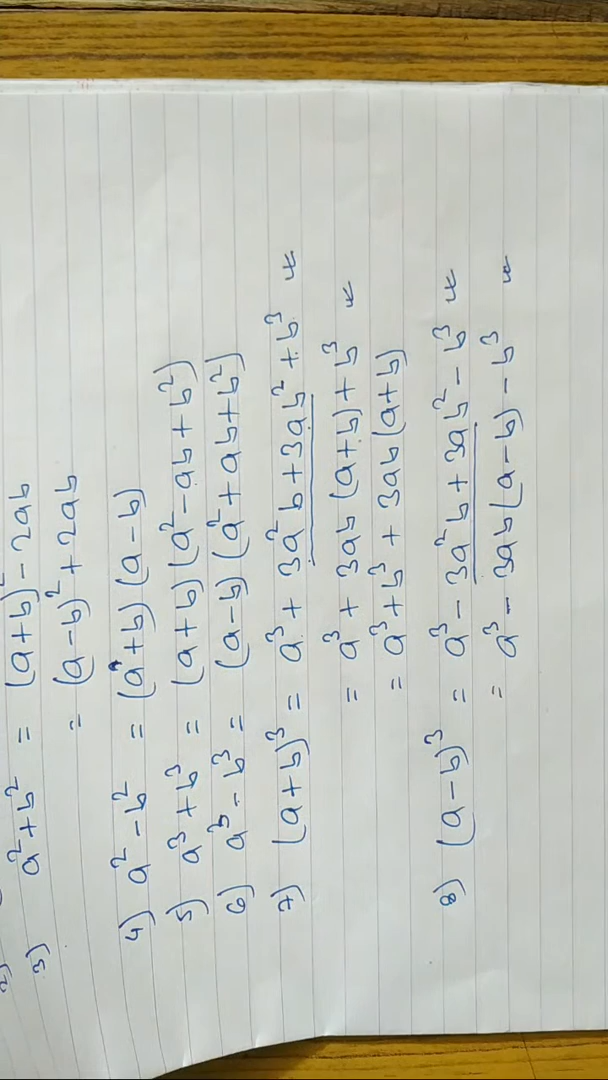 3) a² + b² = (a+b)² - 2ab
= (a-b)² + 2ab
4) a² - b² = (a+b) (a-b)
5) a³ + b³ = (a+b) (a² - ab + b²)
6) a³ - b³ = (a-b) (a² + ab + b²)
7) (a+b)³ = a³ + 3a²b + 3ab² + b³
= a³ + 3ab (a+b) + b³
= a³ + b³ + 3ab (a+b)
8) (a-b)³ = a³ - 3a²b + 3ab² - b³
= a³ - 3ab (a-b) - b³